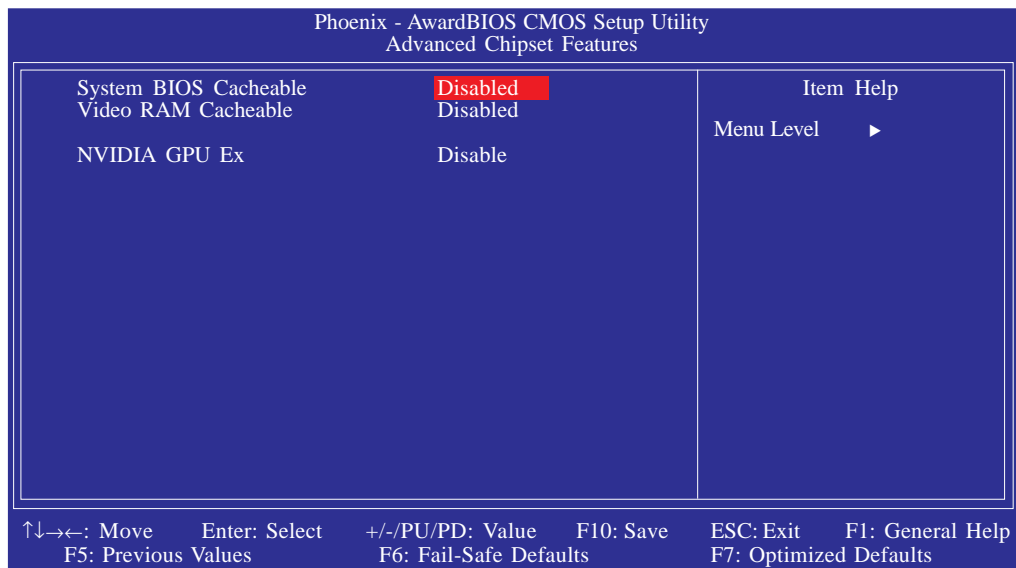 Phoenix - AwardBIOS CMOS Setup Utility
Advanced Chipset Features
System BIOS Cacheable Disabled
Video RAM Cacheable Disabled
NVIDIA GPU Ex Disable
Item Help
Menu Level ▶
↑↓→←: Move Enter: Select +/-/PU/PD: Value F10: Save ESC: Exit F1: General Help
F5: Previous Values F6: Fail-Safe Defaults F7: Optimized Defaults